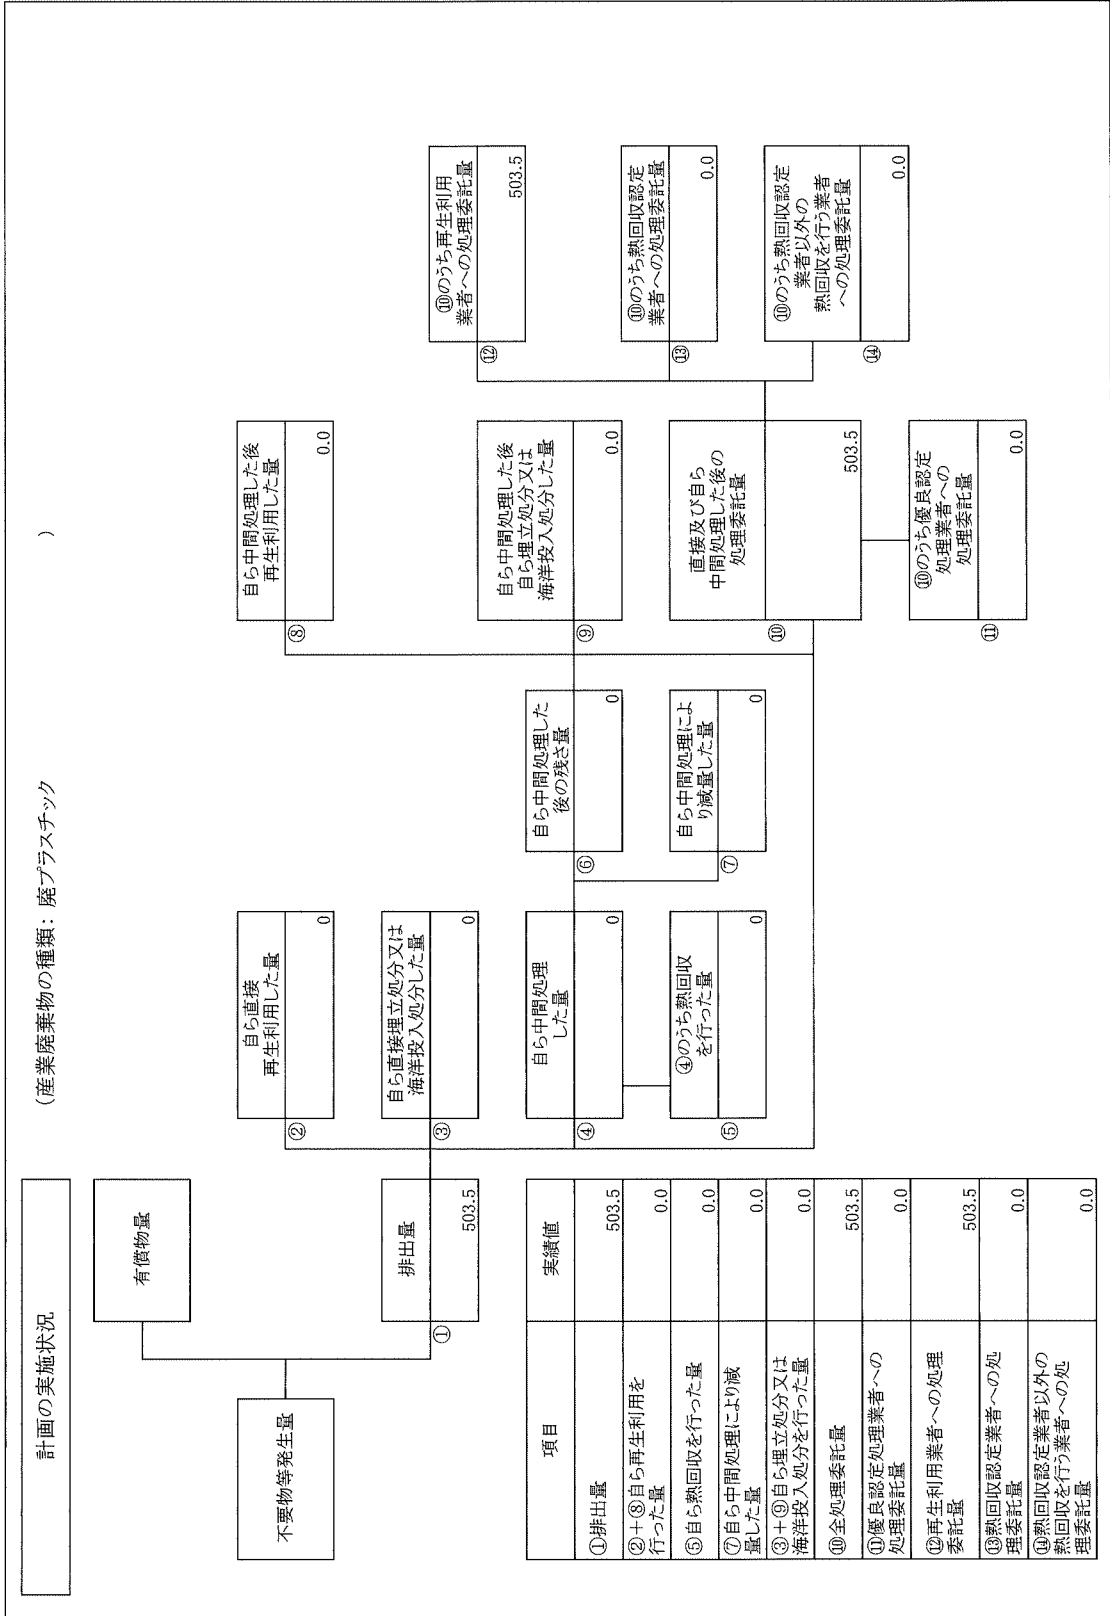 計画の実施状況
(産業廃棄物の種類：廃プラスチック　　　)
不要物等発生量
有償物量
①
排出量
503.5
②
自ら直接
再生利用した量
0
③
自ら直接埋立処分又は
海洋投入処分した量
0
④
自ら中間処理
した量
0
⑤
④のうち熱回収
を行った量
0
⑥
自ら中間処理した
後の残さ量
0
⑦
自ら中間処理によ
り減量した量
0
⑧
自ら中間処理した後
再生利用した量
0.0
⑨
自ら中間処理した後
自ら埋立処分又は
海洋投入処分した量
0.0
⑩
直接及び自ら
中間処理した後の
処理委託量
503.5
⑪
⑩のうち優良認定
処理業者への
処理委託量
0.0
⑫
⑩のうち再生利用
業者への処理委託量
503.5
⑬
⑩のうち熱回収認定
業者への処理委託量
0.0
⑭
⑩のうち熱回収認定
業者以外の
熱回収を行う業者
への処理委託量
0.0
項目 実績値
①排出量 503.5
②＋⑧自ら再生利用を
行った量 0.0
⑤自ら熱回収を行った量 0.0
⑦自ら中間処理により減
量した量 0.0
③＋⑨自ら埋立処分又は
海洋投入処分を行った量 0.0
⑩全処理委託量 503.5
⑪優良認定処理業者への
処理委託量 0.0
⑫再生利用業者への処理
委託量 503.5
⑬熱回収認定業者への処
理委託量 0.0
⑭熱回収認定業者以外の
熱回収を行う業者への処
理委託量 0.0